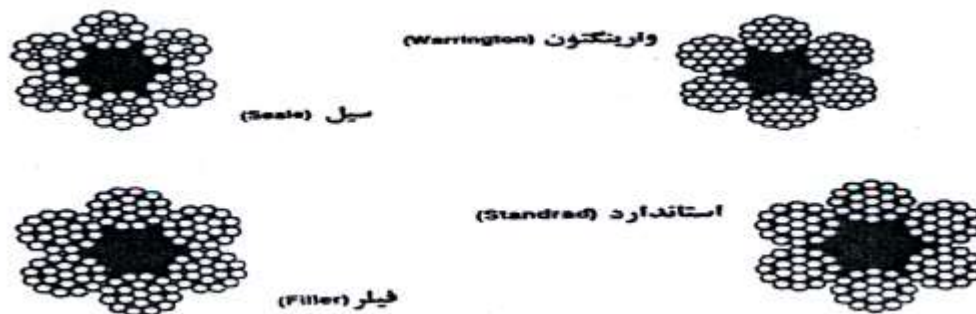 وارینگتون (Warrington)
سیل (Seale)
استاندارد (Standrad)
فیلر (Filler)